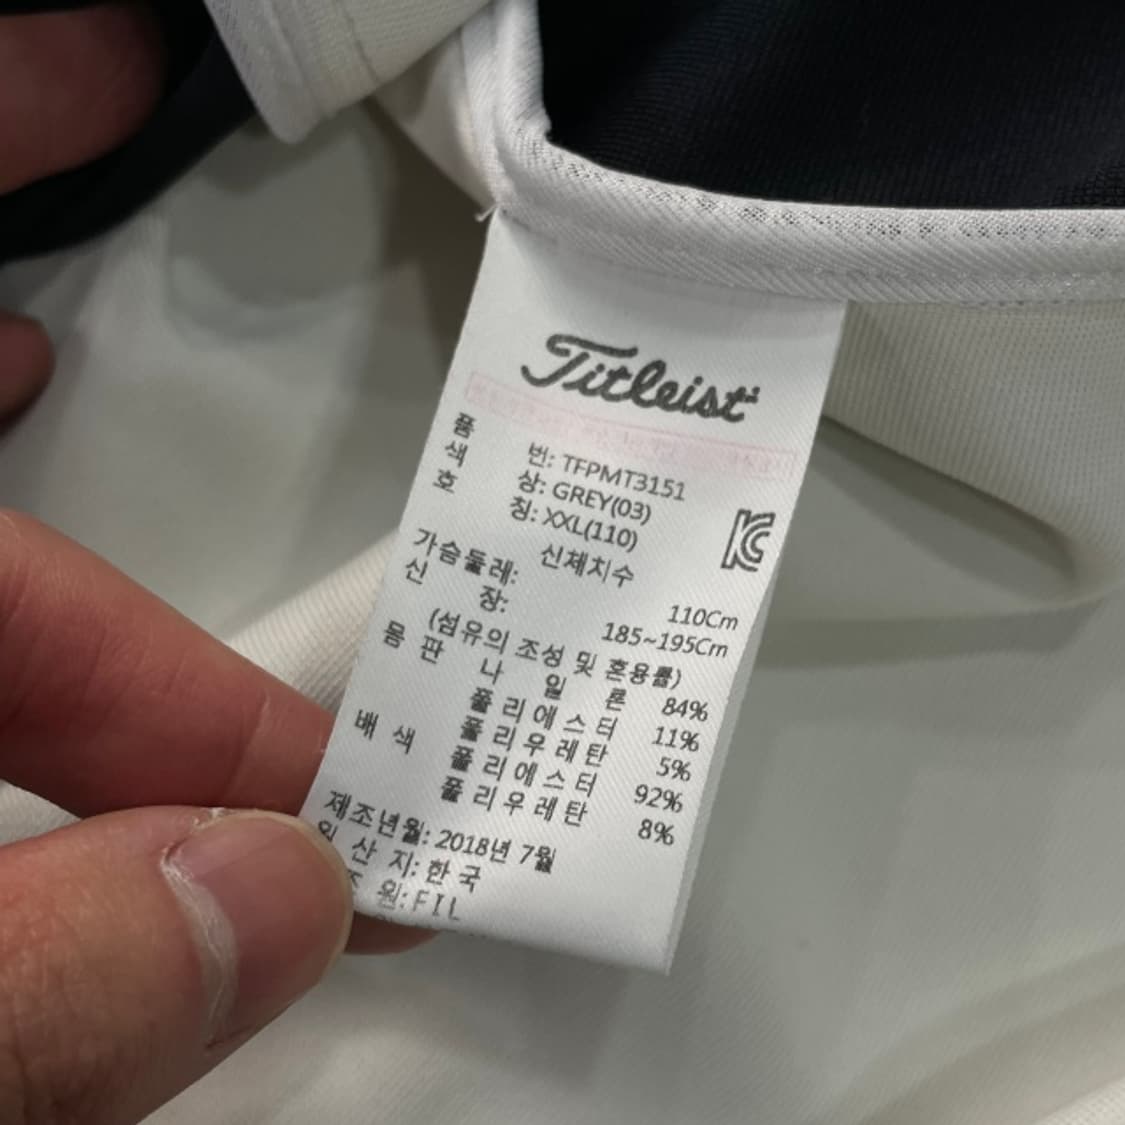 Titleist
품 번: TFPMT3151
색 상: GREY(03)
호 칭: XXL(110)
신체치수
가슴둘레: 110Cm
신 장: 185~195Cm
(섬유의 조성 및 혼용률)
몸 판 나 일 론 84%
폴 리 에 스 터 11%
폴 리 우 레 탄 5%
배 색 폴 리 에 스 터 92%
폴 리 우 레 탄 8%
제조년월: 2018년 7월
원 산 지: 한 국
조 원: FIL